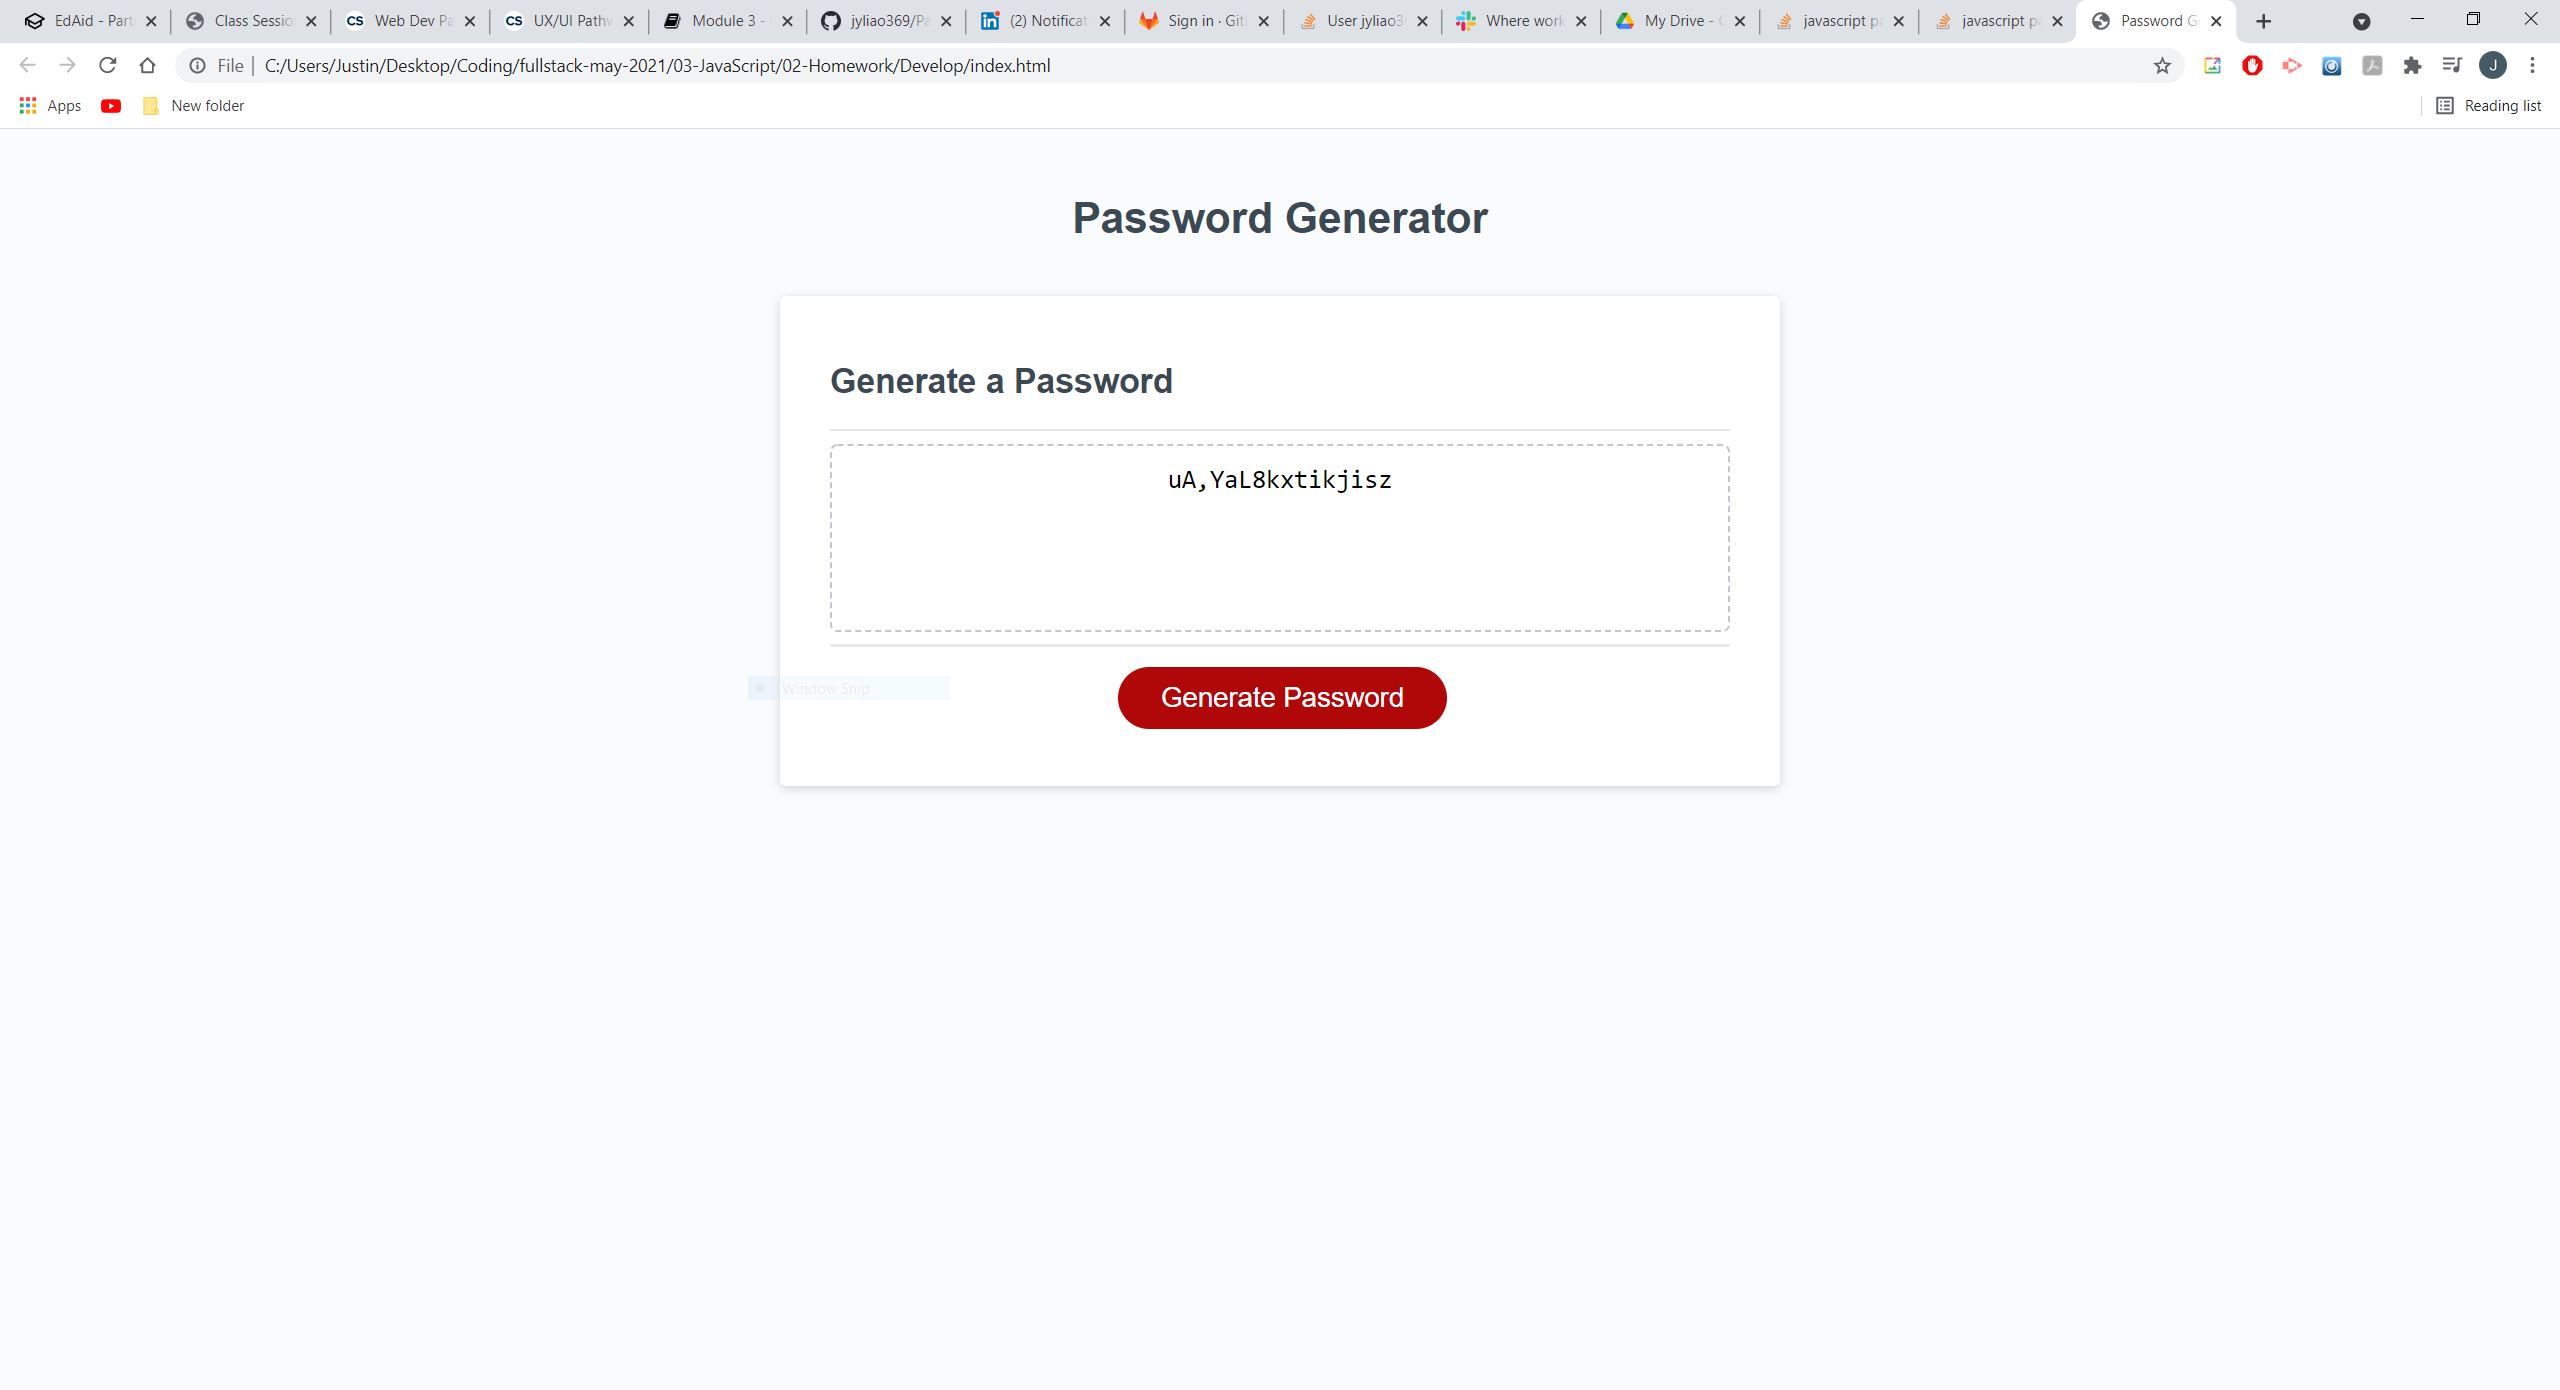 EdAid - Part
Class Sessio
Web Dev Pa
UX/UI Pathw
Module 3 -
jyliao369/Pa
(2) Notificat
Sign in · Git
User jyliao3
Where work
My Drive - 
javascript p
javascript p
Password G
File
C:/Users/Justin/Desktop/Coding/fullstack-may-2021/03-JavaScript/02-Homework/Develop/index.html
J
Apps
New folder
Reading list
Password Generator
Generate a Password
uA,YaL8kxtikjisz
Window Snip
Generate Password